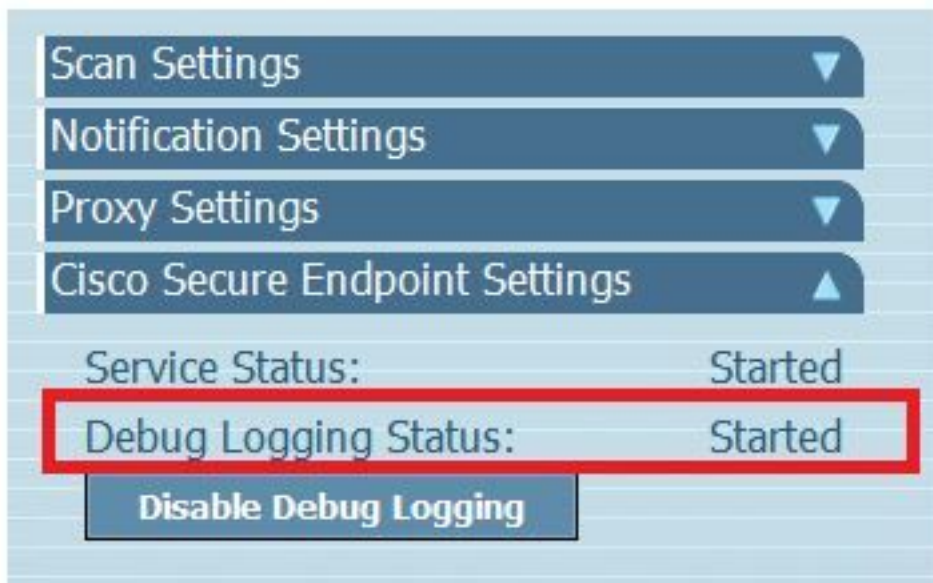 Scan Settings
Notification Settings
Proxy Settings
Cisco Secure Endpoint Settings
Service Status: Started
Debug Logging Status: Started
Disable Debug Logging